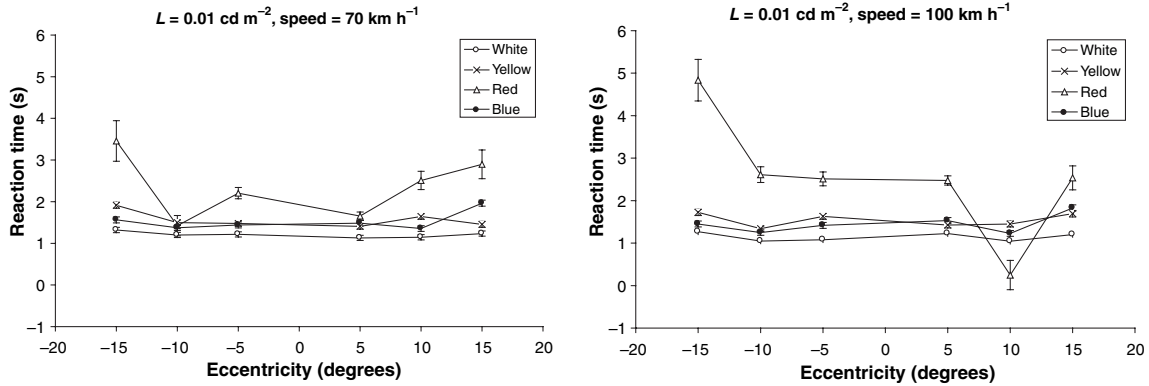 L = 0.01 cd m⁻², speed = 70 km h⁻¹
6
5
4
3
2
1
0
−1
Reaction time (s)
White
Yellow
Red
Blue
−20 −15 −10 −5 0 5 10 15 20
Eccentricity (degrees)
L = 0.01 cd m⁻², speed = 100 km h⁻¹
6
5
4
3
2
1
0
−1
Reaction time (s)
White
Yellow
Red
Blue
−20 −15 −10 −5 0 5 10 15 20
Eccentricity (degrees)